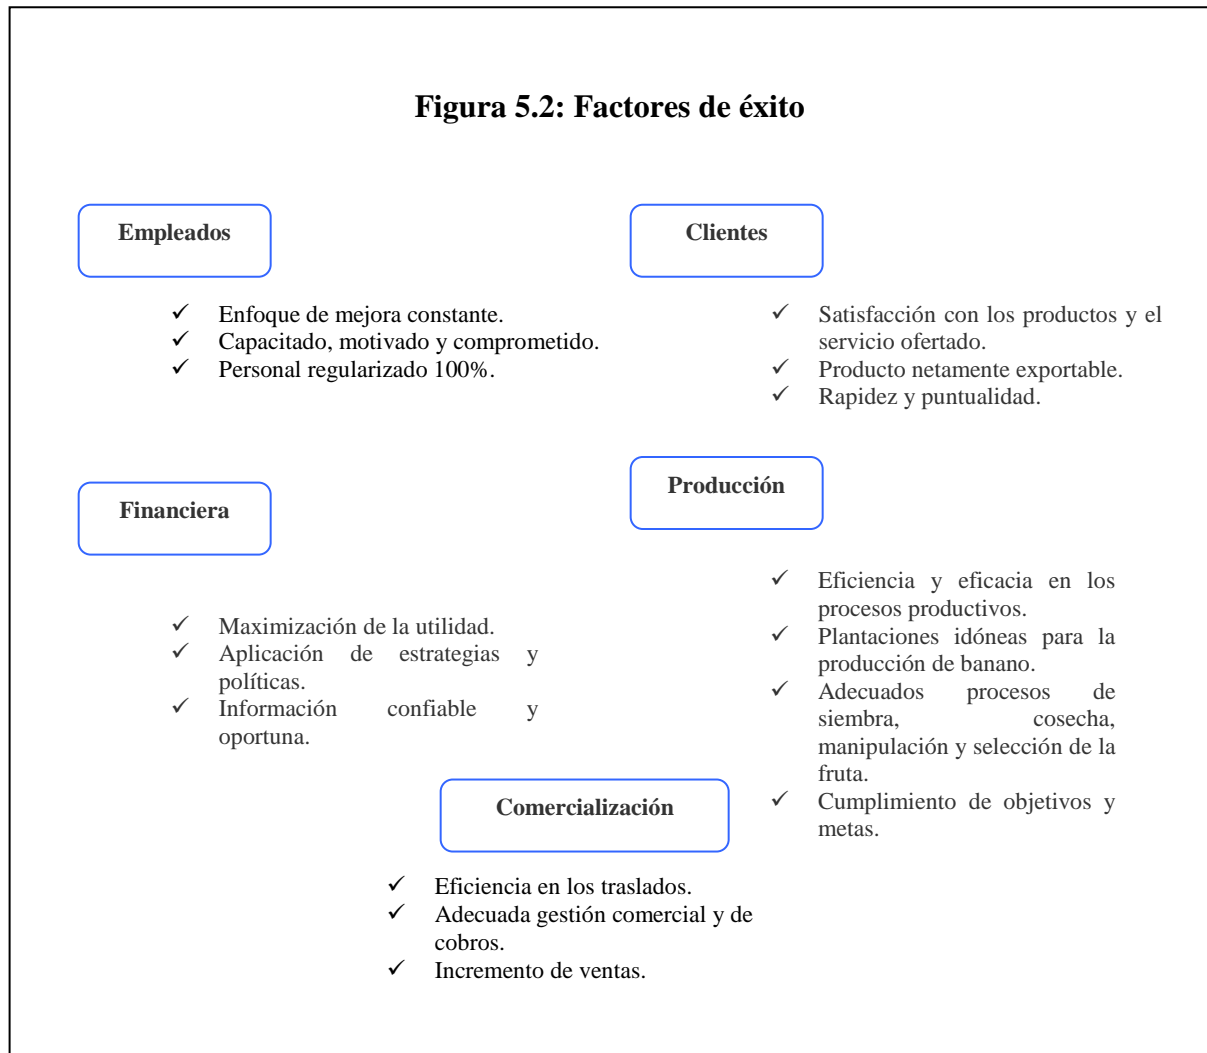 Figura 5.2: Factores de éxito
Empleados
✓ Enfoque de mejora constante.
✓ Capacitado, motivado y comprometido.
✓ Personal regularizado 100%.
Clientes
✓ Satisfacción con los productos y el
servicio ofertado.
✓ Producto netamente exportable.
✓ Rapidez y puntualidad.
Financiera
✓ Maximización de la utilidad.
✓ Aplicación de estrategias y
políticas.
✓ Información confiable y
oportuna.
Producción
✓ Eficiencia y eficacia en los
procesos productivos.
✓ Plantaciones idóneas para la
producción de banano.
✓ Adecuados procesos de
siembra, cosecha,
manipulación y selección de la
fruta.
✓ Cumplimiento de objetivos y
metas.
Comercialización
✓ Eficiencia en los traslados.
✓ Adecuada gestión comercial y de
cobros.
✓ Incremento de ventas.